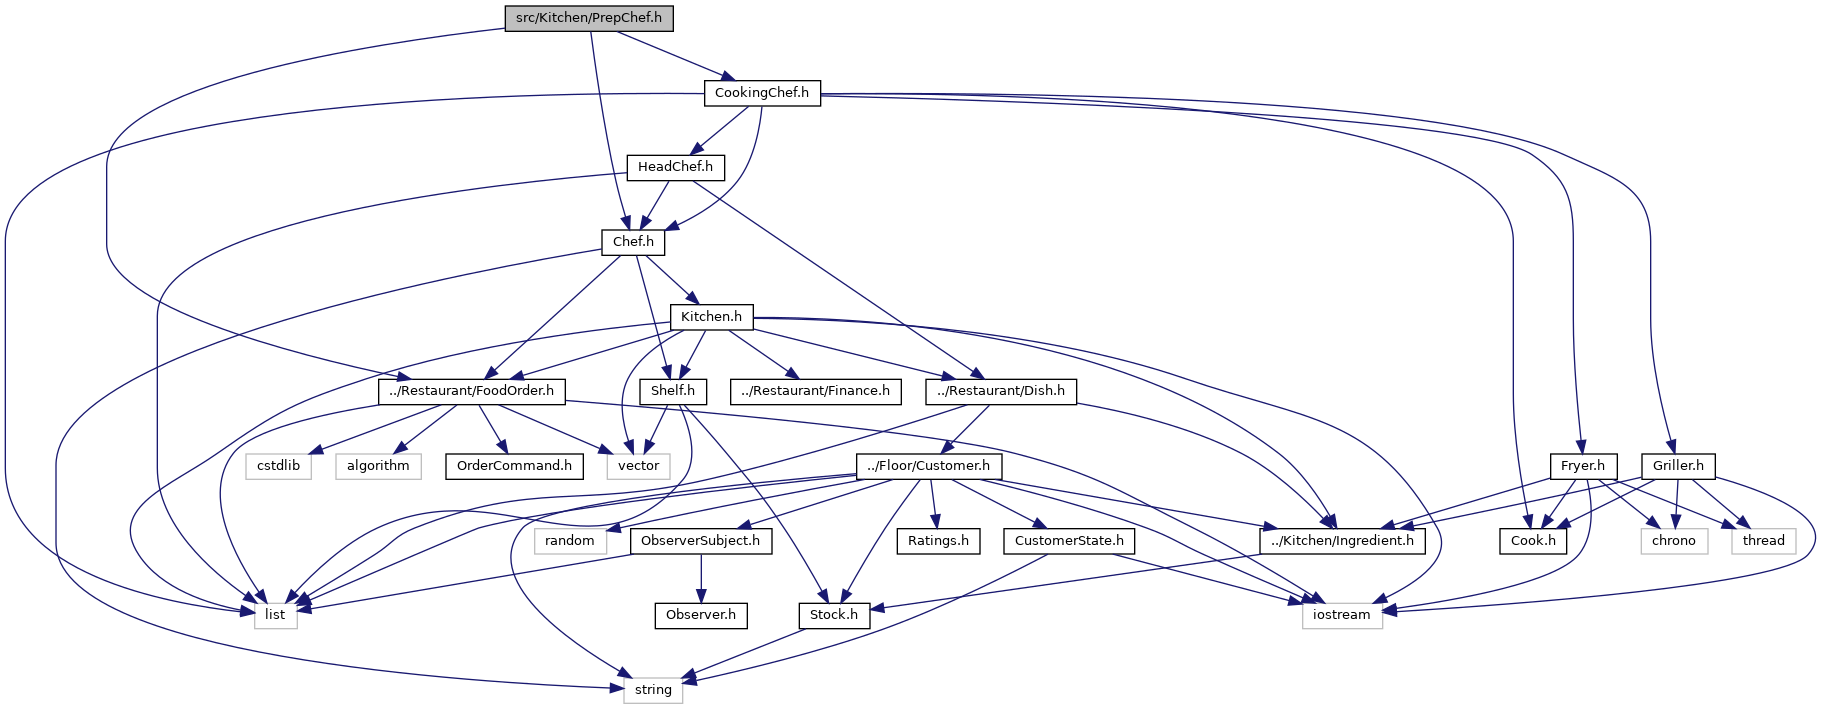 src/Kitchen/PrepChef.h
CookingChef.h
HeadChef.h
Chef.h
Kitchen.h
../Restaurant/FoodOrder.h
Shelf.h
../Restaurant/Finance.h
../Restaurant/Dish.h
cstdlib
algorithm
OrderCommand.h
vector
../Floor/Customer.h
Fryer.h
Griller.h
random
ObserverSubject.h
Ratings.h
CustomerState.h
../Kitchen/Ingredient.h
Cook.h
chrono
thread
list
Observer.h
Stock.h
iostream
string